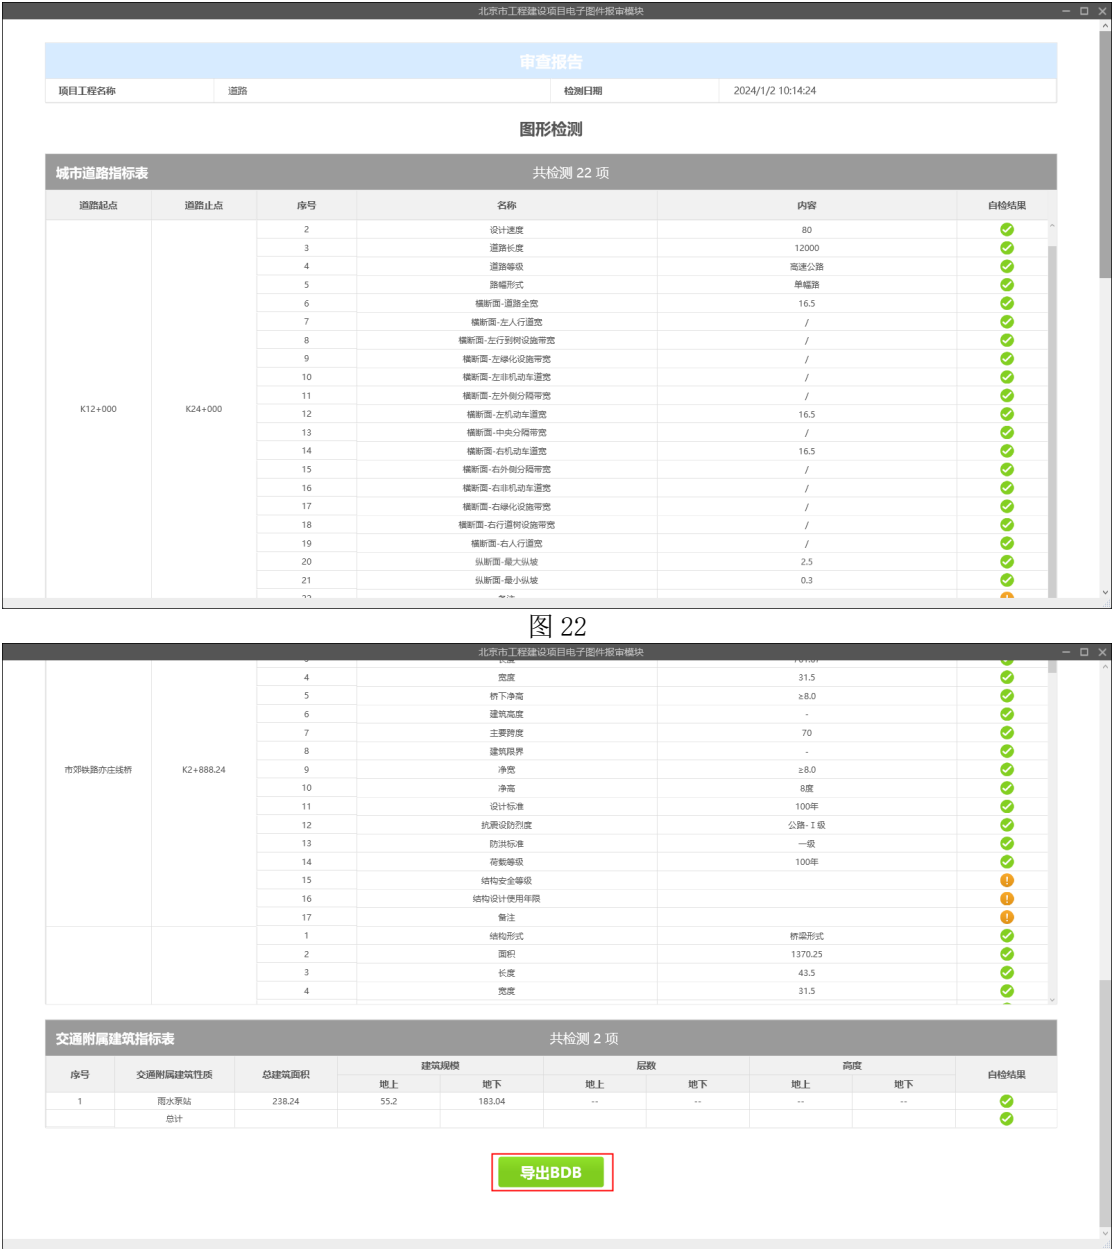 北京市工程建设项目电子图件报审模块
审查报告
项目工程名称 道路 检测日期 2024/1/2 10:14:24
图形检测
城市道路指标表 共检测 22 项
道路起点 道路止点 序号 名称 内容 自检结果
2 设计速度 80
3 道路长度 12000
4 道路等级 高速公路
5 路幅形式 单幅路
6 横断面-道路全宽 16.5
7 横断面-左人行道宽 /
8 横断面-左行到树设施带宽 /
9 横断面-左绿化设施带宽 /
10 横断面-左非机动车道宽 /
11 横断面-左外侧分隔带宽 /
K12+000 K24+000
12 横断面-左机动车道宽 16.5
13 横断面-中央分隔带宽 /
14 横断面-右机动车道宽 16.5
15 横断面-右外侧分隔带宽 /
16 横断面-右非机动车道宽 /
17 横断面-右绿化设施带宽 /
18 横断面-右行道树设施带宽 /
19 横断面-右人行道宽 /
20 纵断面-最大纵坡 2.5
21 纵断面-最小纵坡 0.3
图 22
北京市工程建设项目电子图件报审模块
4 宽度 31.5
5 桥下净高 ≥8.0
6 建筑高度 -
7 主要跨度 70
8 建筑限界 -
市郊铁路亦庄线桥 K2+888.24 9 净宽 ≥8.0
10 净高 8度
11 设计标准 100年
12 抗震设防烈度 公路-Ⅰ级
13 防洪标准 一级
14 荷载等级 100年
15 结构安全等级
16 结构设计使用年限
17 备注
1 结构形式 桥梁形式
2 面积 1370.25
3 长度 43.5
4 宽度 31.5
交通附属建筑指标表 共检测 2 项
序号 交通附属建筑性质 总建筑面积 建筑规模 层数 高度 自检结果
地上 地下 地上 地下 地上 地下
1 雨水泵站 238.24 55.2 183.04 -- -- -- --
总计
导出BDB